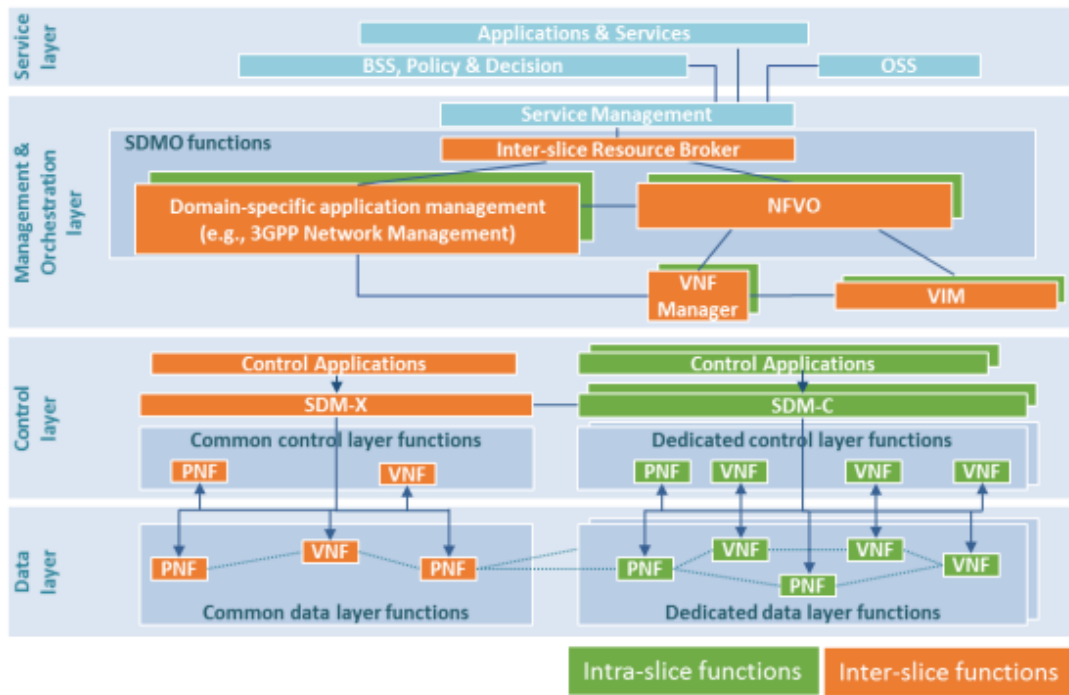 Service
layer
Applications & Services
BSS, Policy & Decision
OSS
Management &
Orchestration
layer
Service Management
SDMO functions
Inter-slice Resource Broker
Domain-specific application management
(e.g., 3GPP Network Management)
NFVO
VNF
Manager
VIM
Control
layer
Control Applications
Control Applications
SDM-X
SDM-C
Common control layer functions
Dedicated control layer functions
PNF
VNF
PNF
VNF
VNF
VNF
Data
layer
PNF
VNF
PNF
PNF
VNF
PNF
VNF
VNF
Common data layer functions
Dedicated data layer functions
Intra-slice functions
Inter-slice functions